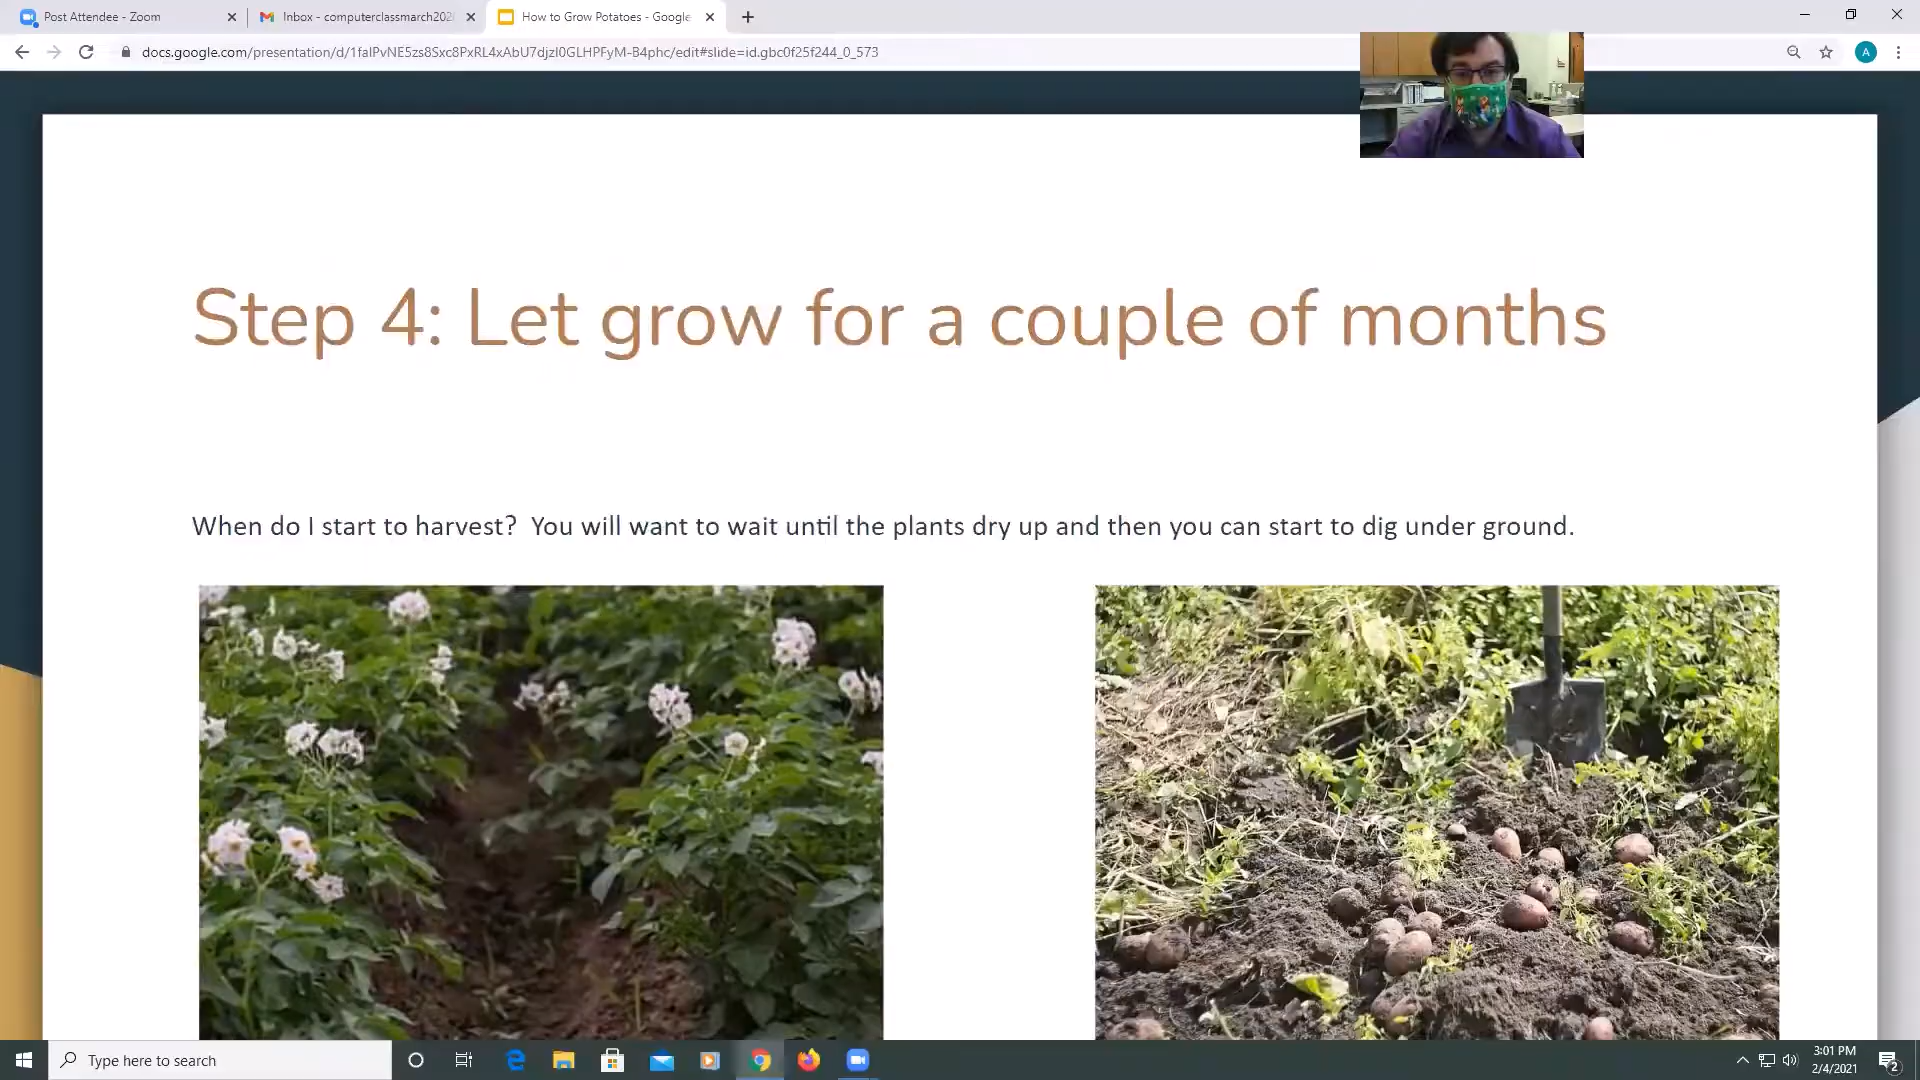 Post Attendee - Zoom
Inbox - computerclassmarch202
How to Grow Potatoes - Google
docs.google.com/presentation/d/1faIPvNE5zs8Sxc8PxRL4xAbU7djzI0GLHPFyM-B4phc/edit#slide=id.gbc0f25f244_0_573
A
Step 4: Let grow for a couple of months
When do I start to harvest?  You will want to wait until the plants dry up and then you can start to dig under ground.
Type here to search
3:01 PM
2/4/2021
2